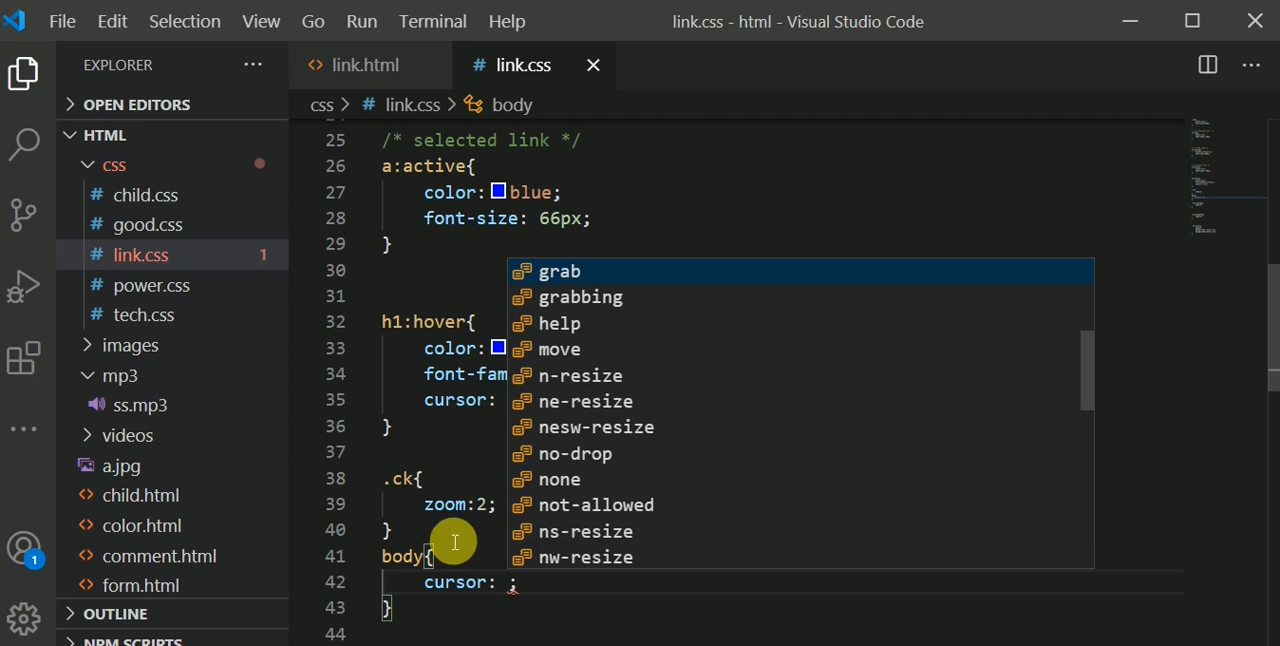 File Edit Selection View Go Run Terminal Help link.css - html - Visual Studio Code
EXPLORER ...
<> link.html # link.css
OPEN EDITORS
css > # link.css > body
HTML
css
# child.css
# good.css
# link.css 1
# power.css
# tech.css
images
mp3
ss.mp3
videos
a.jpg
<> child.html
<> color.html
<> comment.html
<> form.html
OUTLINE
NPM SCRIPTS
1
25 /* selected link */
26 a:active{
27 color: blue;
28 font-size: 66px;
29 }
30
31
32 h1:hover{
33 color:
34 font-fam
35 cursor:
36 }
37
38 .ck{
39 zoom:2;
40 }
41 body{
42 cursor: ;
43 }
44
grab
grabbing
help
move
n-resize
ne-resize
nesw-resize
no-drop
none
not-allowed
ns-resize
nw-resize